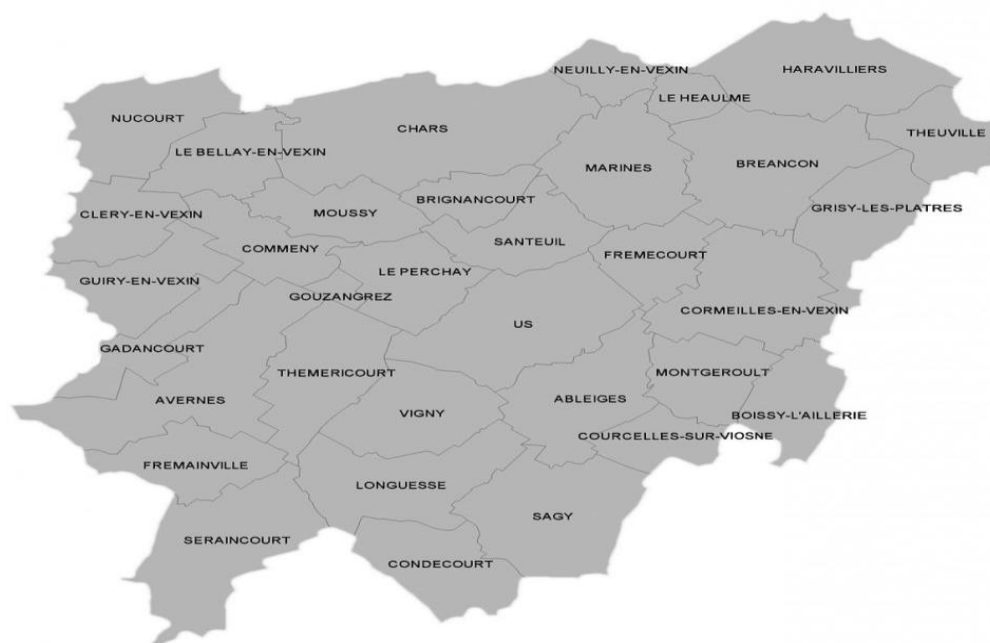 NEUILLY-EN-VEXIN
HARAVILLIERS
LE HEAULME
NUCOURT
CHARS
THEUVILLE
LE BELLAY-EN-VEXIN
MARINES
BREANCON
BRIGNANCOURT
GRISY-LES-PLATRES
CLERY-EN-VEXIN
MOUSSY
COMMENY
SANTEUIL
FREMECOURT
LE PERCHAY
GUIRY-EN-VEXIN
GOUZANGREZ
CORMEILLES-EN-VEXIN
US
GADANCOURT
THEMERICOURT
MONTGEROULT
AVERNES
VIGNY
ABLEIGES
BOISSY-L'AILLERIE
COURCELLES-SUR-VIOSNE
FREMAINVILLE
LONGUESSE
SAGY
SERAINCOURT
CONDECOURT